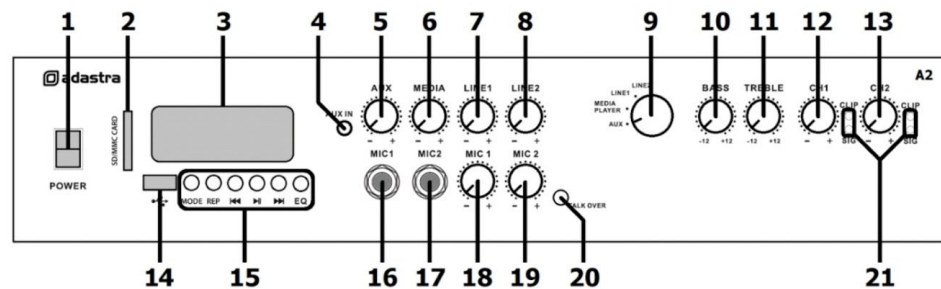 1 2 3 4 5 6 7 8 9 10 11 12 13
adastra A2
AUX MEDIA LINE1 LINE2 LINE2 BASS TREBLE CH1 CH2
LINE1
CLIP CLIP
MEDIA
PLAYER
AUX IN
AUX
SD/MMC CARD
- + - + - + - + -12 +12 -12 +12 - + - +
SIG SIG
POWER
MIC1 MIC2 MIC 1 MIC 2
MODE REP EQ
- + - +
TALK OVER
14 15 16 17 18 19 20 21